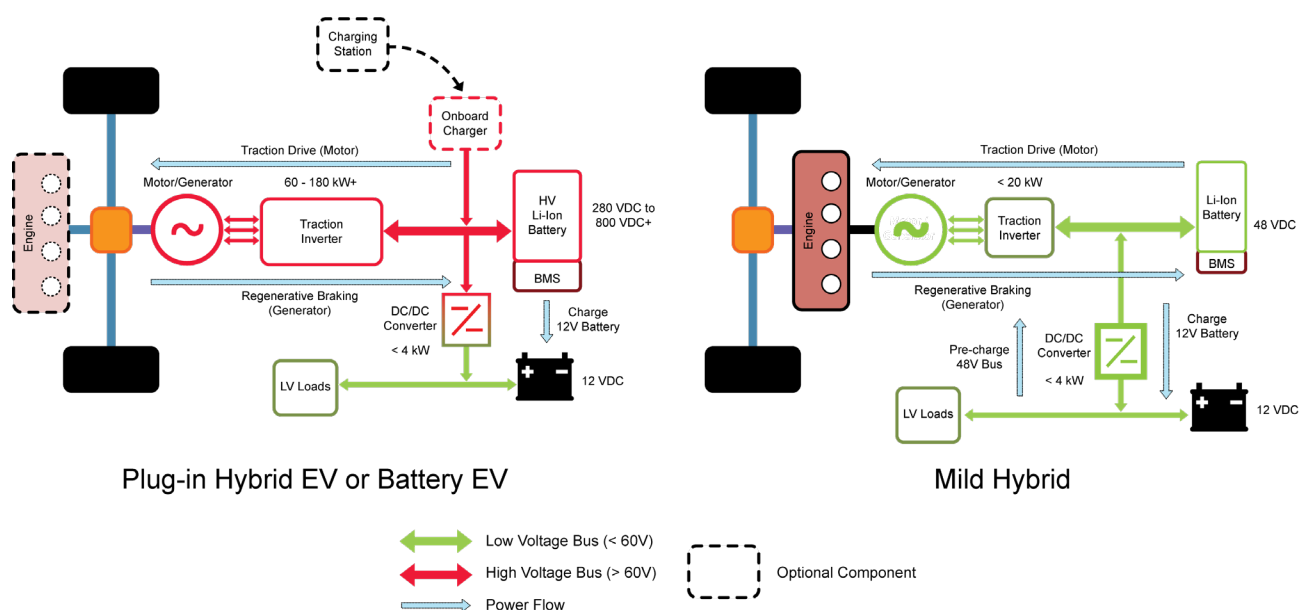 Charging
Station
Onboard
Charger
Traction Drive (Motor)
Motor/Generator
60 - 180 kW+
Engine
Traction
Inverter
HV
Li-Ion
Battery
280 VDC to
800 VDC+
BMS
Regenerative Braking
(Generator)
DC/DC
Converter
< 4 kW
Charge
12V Battery
LV Loads
12 VDC
Plug-in Hybrid EV or Battery EV
Traction Drive (Motor)
Motor/Generator
< 20 kW
Engine
Traction
Inverter
Li-Ion
Battery
48 VDC
BMS
Regenerative Braking
(Generator)
Pre-charge
48V Bus
DC/DC
Converter
< 4 kW
Charge
12V Battery
LV Loads
12 VDC
Mild Hybrid
Low Voltage Bus (< 60V)
High Voltage Bus (> 60V)
Power Flow
Optional Component